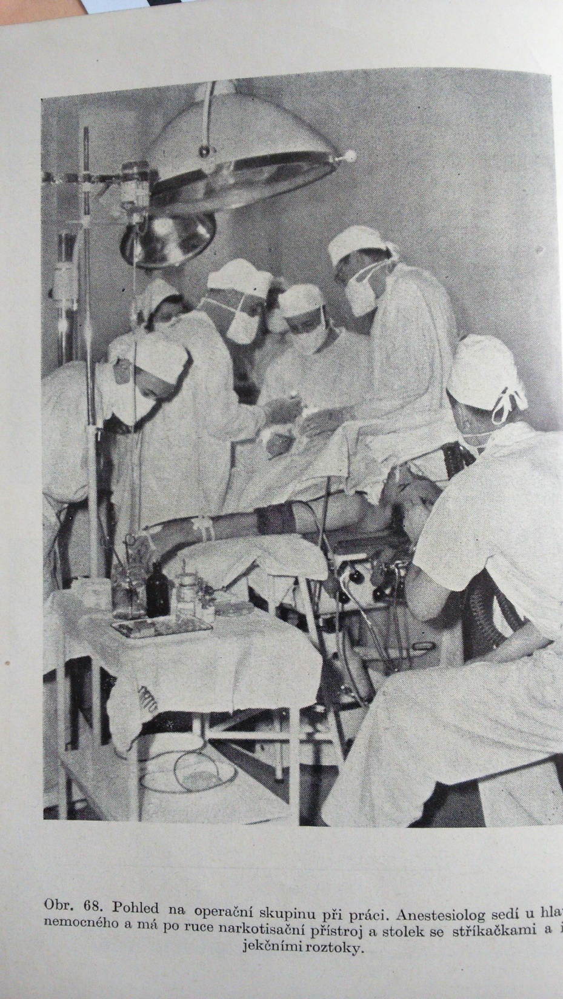 Obr. 68. Pohled na operační skupinu při práci. Anestesiolog sedí u hla
nemocného a má po ruce narkotisační přístroj a stolek se stříkačkami a i
jekčními roztoky.